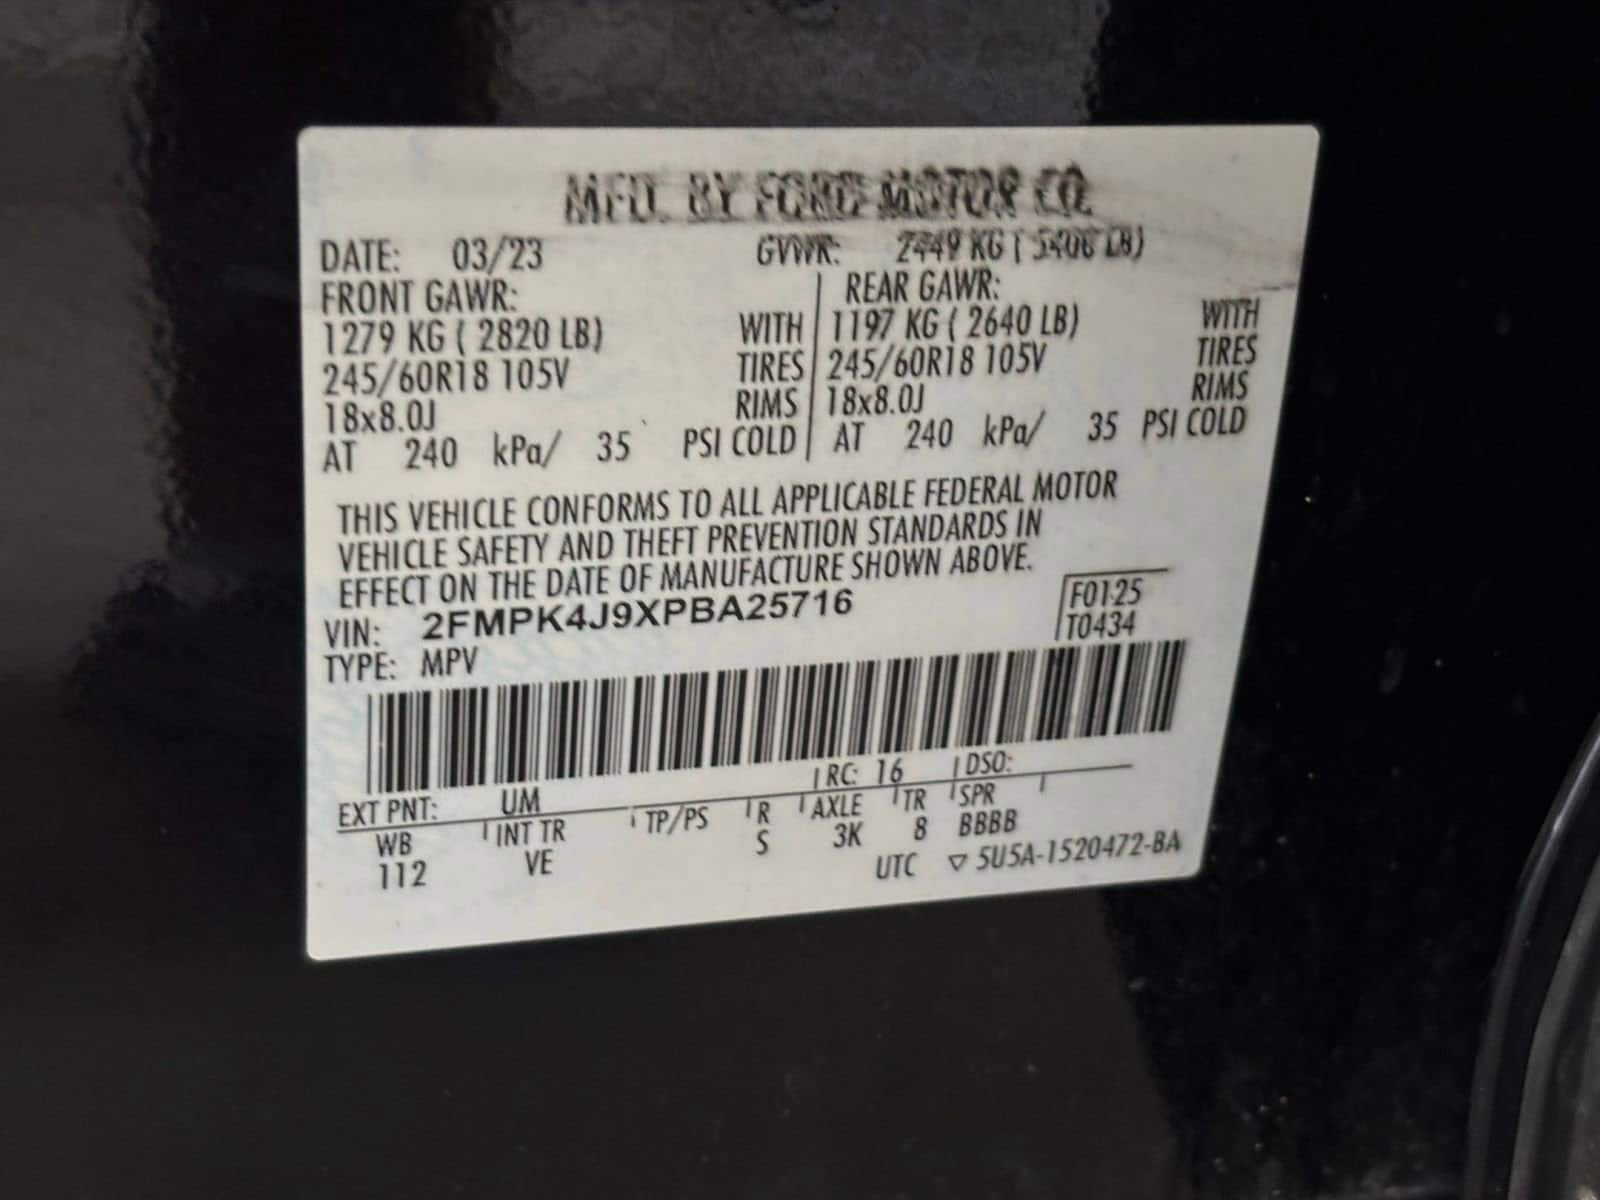 MFD. BY FORD MOTOR CO.
DATE: 03/23 GVWR: 2449 KG ( 5400 LB)
FRONT GAWR: REAR GAWR:
1279 KG ( 2820 LB) WITH 1197 KG ( 2640 LB) WITH
245/60R18 105V TIRES 245/60R18 105V TIRES
18x8.0J RIMS 18x8.0J RIMS
AT 240 kPa/ 35 PSI COLD AT 240 kPa/ 35 PSI COLD
THIS VEHICLE CONFORMS TO ALL APPLICABLE FEDERAL MOTOR
VEHICLE SAFETY AND THEFT PREVENTION STANDARDS IN
EFFECT ON THE DATE OF MANUFACTURE SHOWN ABOVE.
VIN: 2FMPK4J9XPBA25716 F0125
TYPE: MPV T0434
EXT PNT: UM RC: 16 DSO:
WB INT TR TP/PS R AXLE TR SPR
112 VE S 3K 8 BBBB
UTC ▽ 5U5A-1520472-BA